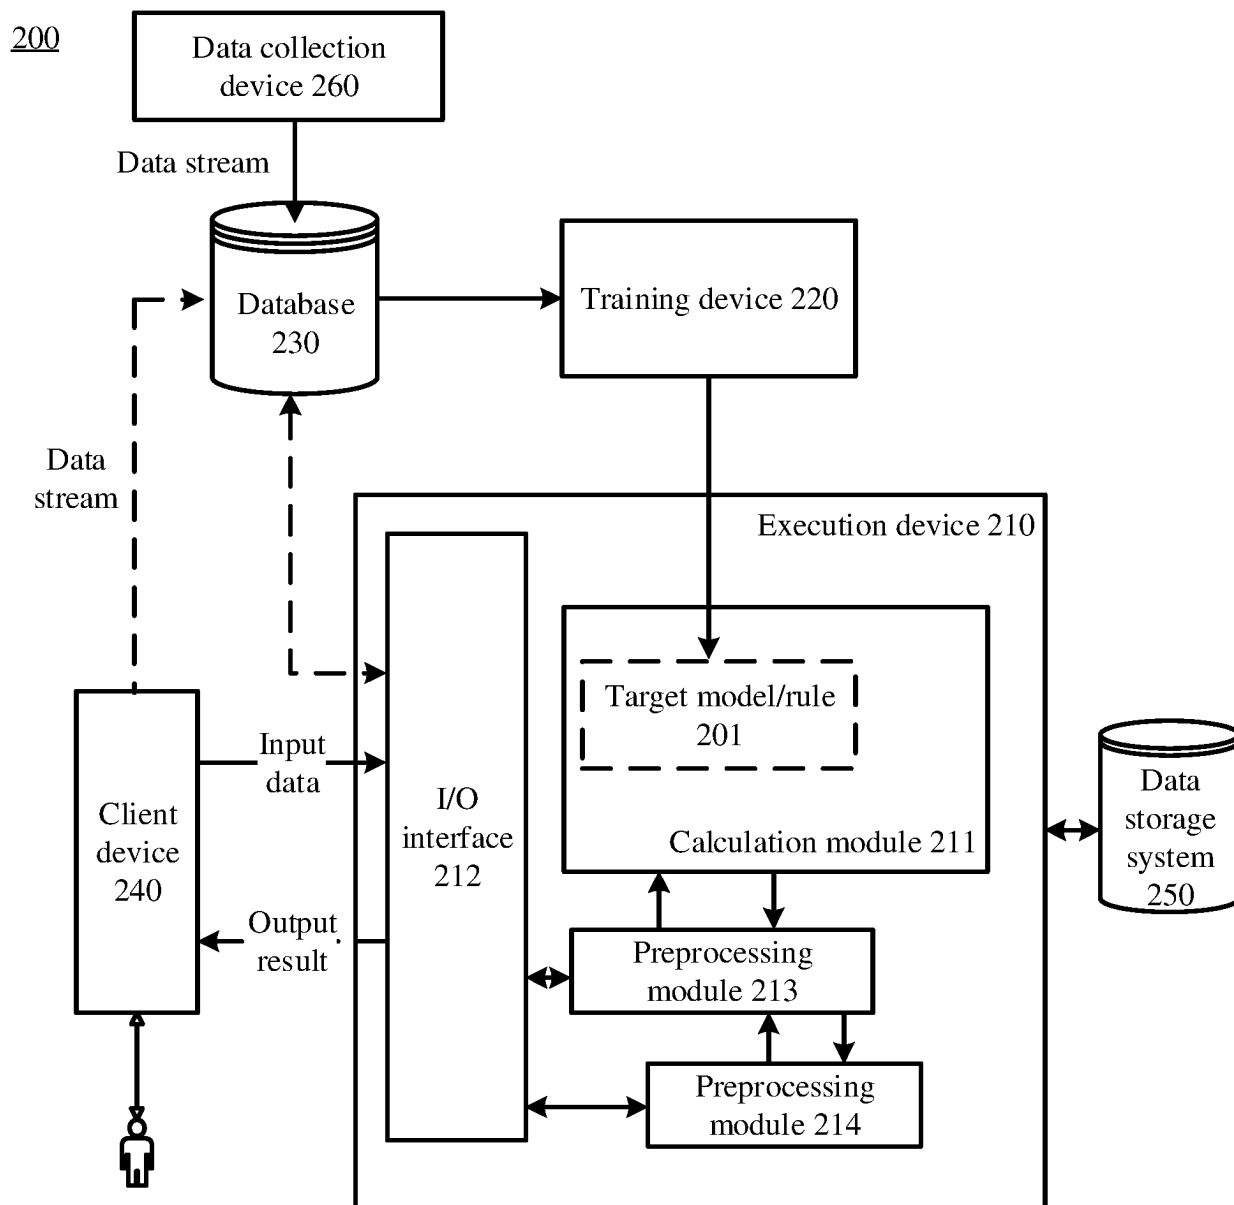 200
Data collection
device 260
Data stream
Database
230
Training device 220
Data
stream
Execution device 210
Target model/rule
201
Input
data
I/O
interface
212
Client
device
240
Calculation module 211
Data
storage
system
250
Output
result
Preprocessing
module 213
Preprocessing
module 214